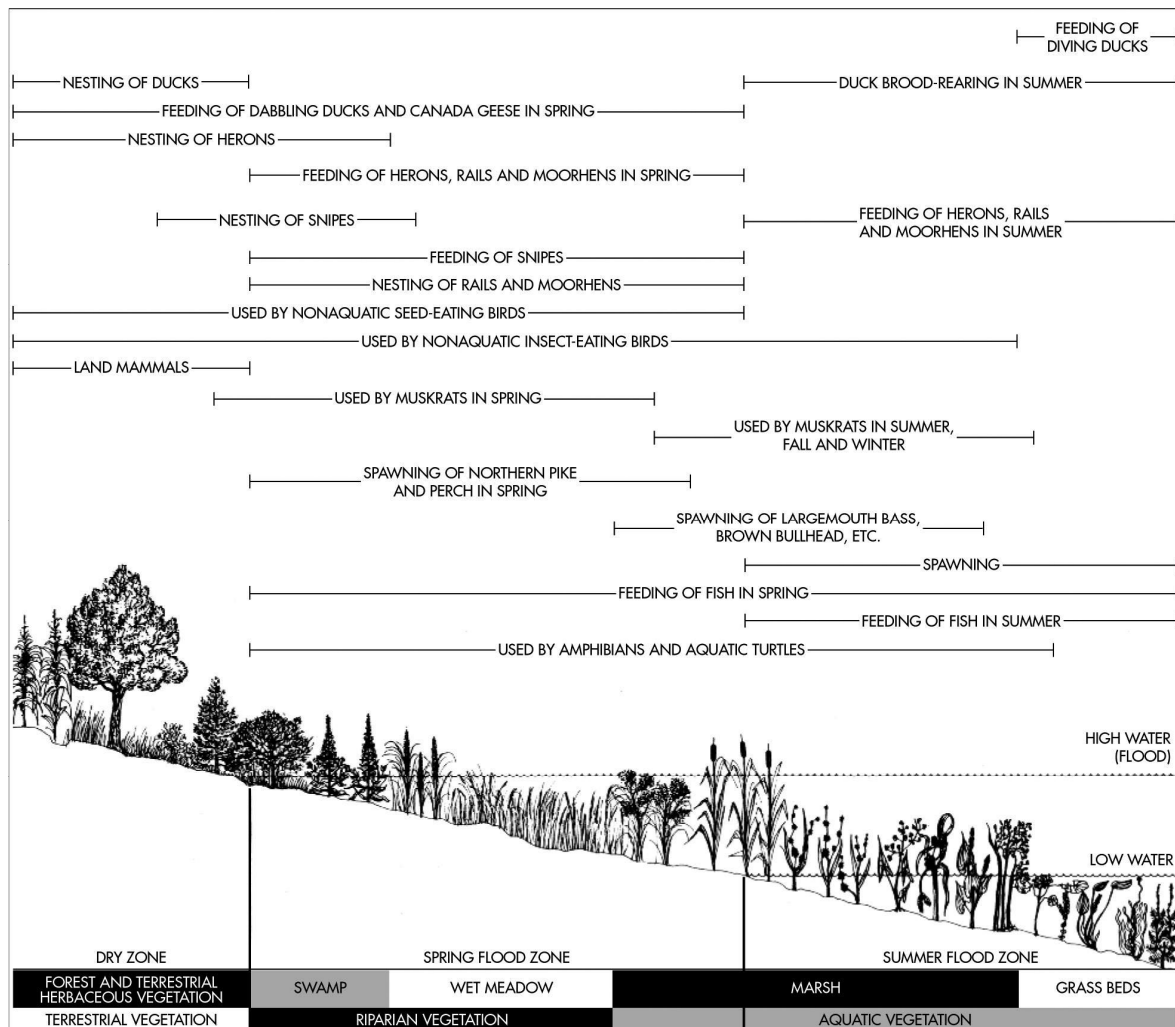 FEEDING OF
DIVING DUCKS
NESTING OF DUCKS
DUCK BROOD-REARING IN SUMMER
FEEDING OF DABBLING DUCKS AND CANADA GEESE IN SPRING
NESTING OF HERONS
FEEDING OF HERONS, RAILS AND MOORHENS IN SPRING
NESTING OF SNIPES
FEEDING OF HERONS, RAILS
AND MOORHENS IN SUMMER
FEEDING OF SNIPES
NESTING OF RAILS AND MOORHENS
USED BY NONAQUATIC SEED-EATING BIRDS
USED BY NONAQUATIC INSECT-EATING BIRDS
LAND MAMMALS
USED BY MUSKRATS IN SPRING
USED BY MUSKRATS IN SUMMER,
FALL AND WINTER
SPAWNING OF NORTHERN PIKE
AND PERCH IN SPRING
SPAWNING OF LARGEMOUTH BASS,
BROWN BULLHEAD, ETC.
SPAWNING
FEEDING OF FISH IN SPRING
FEEDING OF FISH IN SUMMER
USED BY AMPHIBIANS AND AQUATIC TURTLES
HIGH WATER
(FLOOD)
LOW WATER
DRY ZONE
SPRING FLOOD ZONE
SUMMER FLOOD ZONE
FOREST AND TERRESTRIAL
HERBACEOUS VEGETATION
SWAMP
WET MEADOW
MARSH
GRASS BEDS
TERRESTRIAL VEGETATION
RIPARIAN VEGETATION
AQUATIC VEGETATION